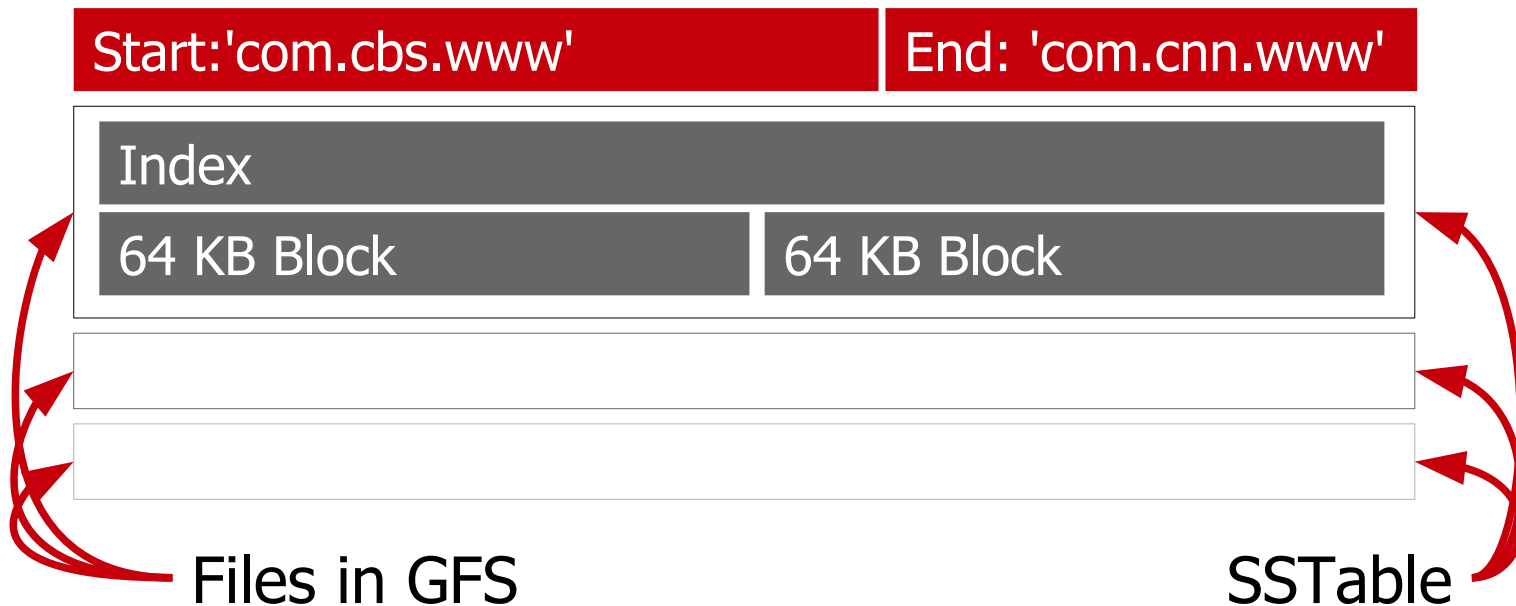 Start:'com.cbs.www'
End: 'com.cnn.www'
Index
64 KB Block
64 KB Block
Files in GFS
SSTable